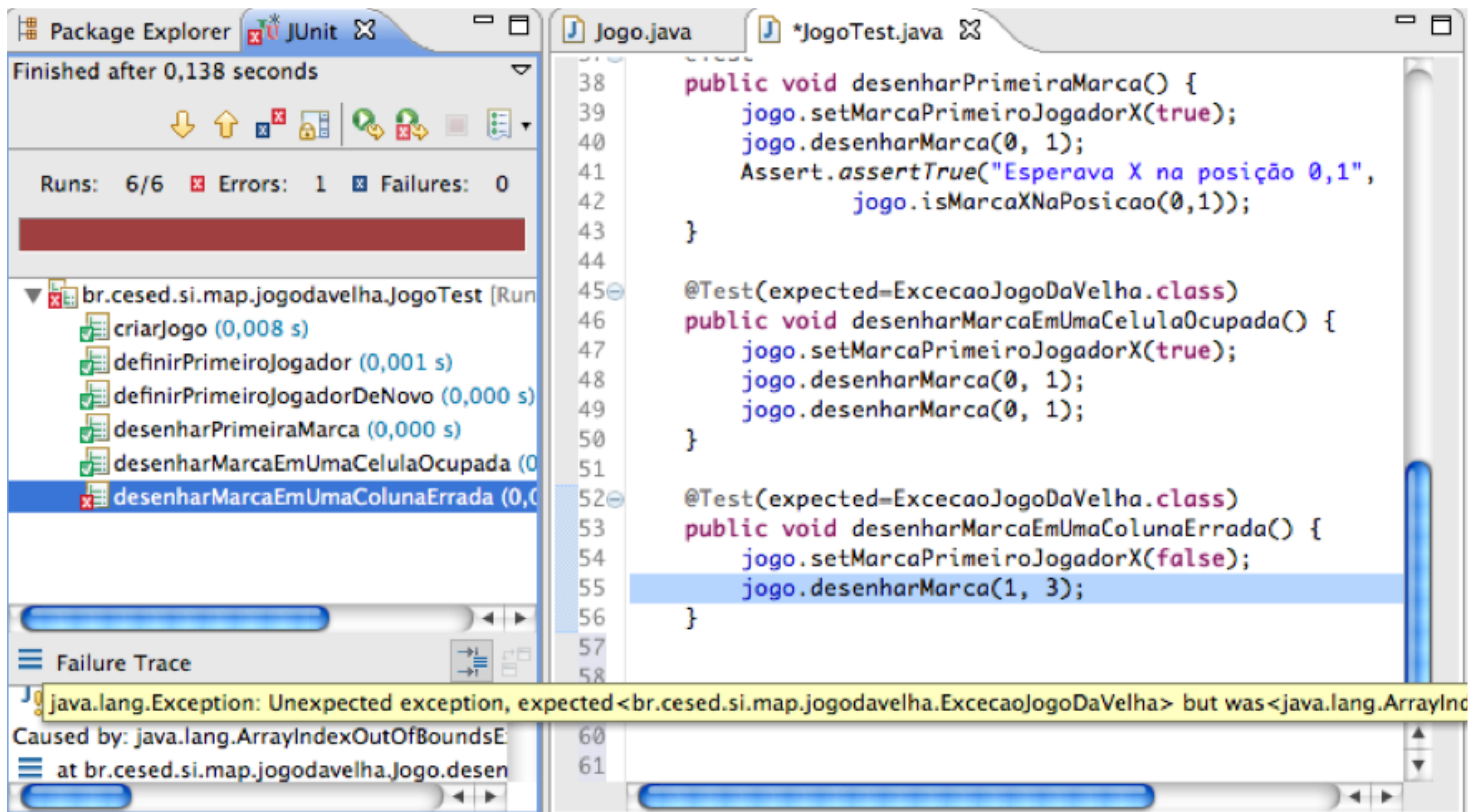 Package Explorer JUnit
Finished after 0,138 seconds
Runs: 6/6 Errors: 1 Failures: 0
br.cesed.si.map.jogodavelha.JogoTest [Run
criarJogo (0,008 s)
definirPrimeiroJogador (0,001 s)
definirPrimeiroJogadorDeNovo (0,000 s)
desenharPrimeiraMarca (0,000 s)
desenharMarcaEmUmaCelulaOcupada (0
desenharMarcaEmUmaColunaErrada (0,0
Failure Trace
java.lang.Exception: Unexpected exception, expected<br.cesed.si.map.jogodavelha.ExcecaoJogoDaVelha> but was<java.lang.ArrayInd
Caused by: java.lang.ArrayIndexOutOfBoundsE
at br.cesed.si.map.jogodavelha.Jogo.desen
Jogo.java *JogoTest.java
38 public void desenharPrimeiraMarca() {
39 jogo.setMarcaPrimeiroJogadorX(true);
40 jogo.desenharMarca(0, 1);
41 Assert.assertTrue("Esperava X na posição 0,1",
42 jogo.isMarcaXNaPosicao(0,1));
43 }
44
45 @Test(expected=ExcecaoJogoDaVelha.class)
46 public void desenharMarcaEmUmaCelulaOcupada() {
47 jogo.setMarcaPrimeiroJogadorX(true);
48 jogo.desenharMarca(0, 1);
49 jogo.desenharMarca(0, 1);
50 }
51
52 @Test(expected=ExcecaoJogoDaVelha.class)
53 public void desenharMarcaEmUmaColunaErrada() {
54 jogo.setMarcaPrimeiroJogadorX(false);
55 jogo.desenharMarca(1, 3);
56 }
57
58
60
61